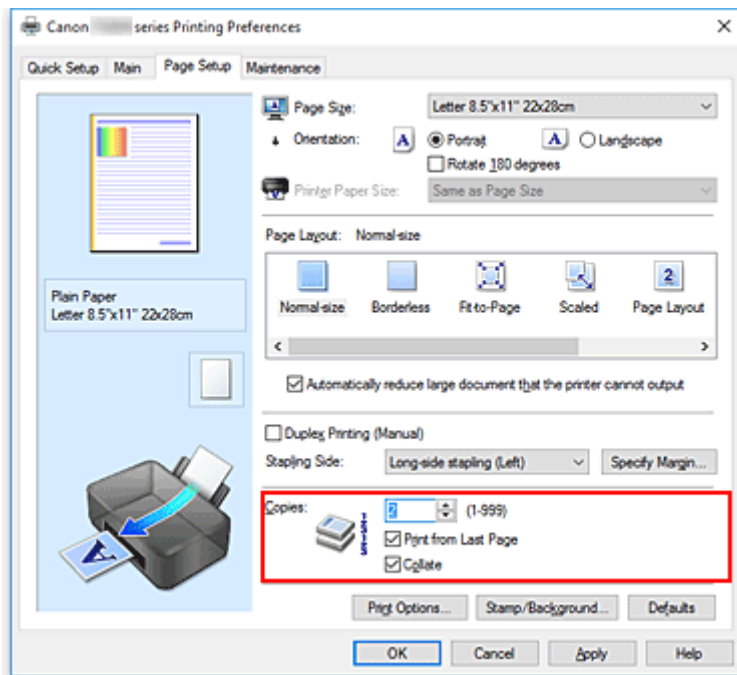 Canon series Printing Preferences
Quick Setup Main Page Setup Maintenance
Page Size: Letter 8.5"x11" 22x28cm
Orientation: A Portrait A Landscape
Rotate 180 degrees
Printer Paper Size: Same as Page Size
Page Layout: Normal-size
2
Normal-size Borderless Fit-to-Page Scaled Page Layout
Plain Paper
Letter 8.5"x11" 22x28cm
Automatically reduce large document that the printer cannot output
Duplex Printing (Manual)
Stapling Side: Long-side stapling (Left) Specify Margin...
A
Copies: 2 (1-999)
Print from Last Page
Collate
Print Options... Stamp/Background... Defaults
OK Cancel Apply Help